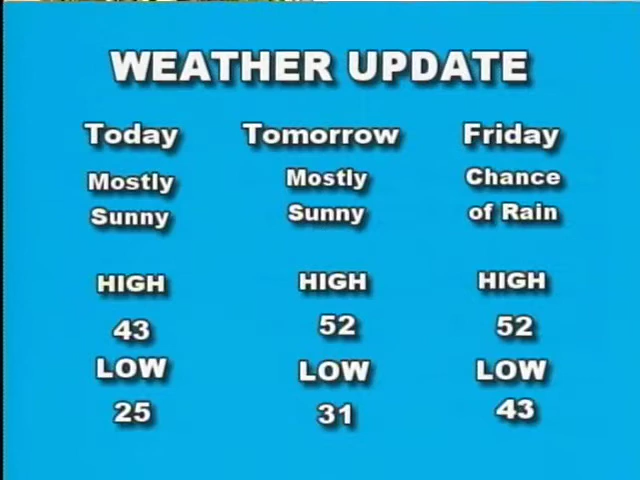 WEATHER UPDATE
Today
Mostly
Sunny
HIGH
43
LOW
25
Tomorrow
Mostly
Sunny
HIGH
52
LOW
31
Friday
Chance
of Rain
HIGH
52
LOW
43